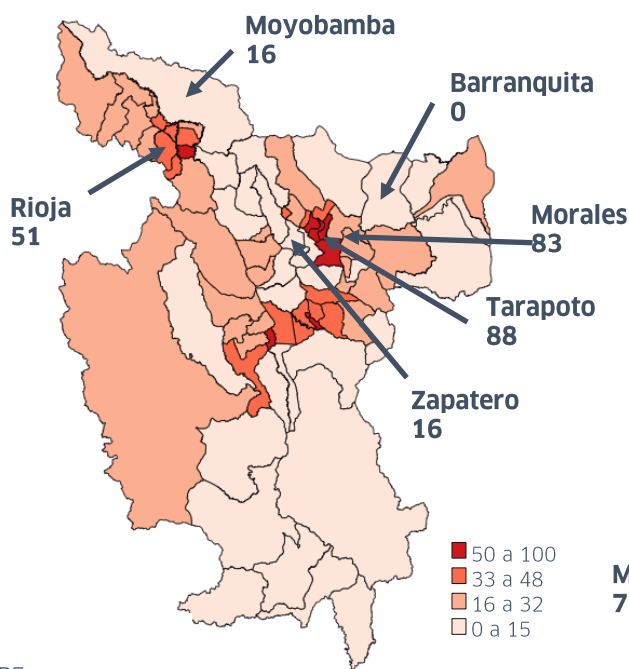 Moyobamba
16
Barranquita
0
Rioja
51
Morales
83
Tarapoto
88
Zapatero
16
50 a 100
33 a 48
16 a 32
0 a 15
M
7